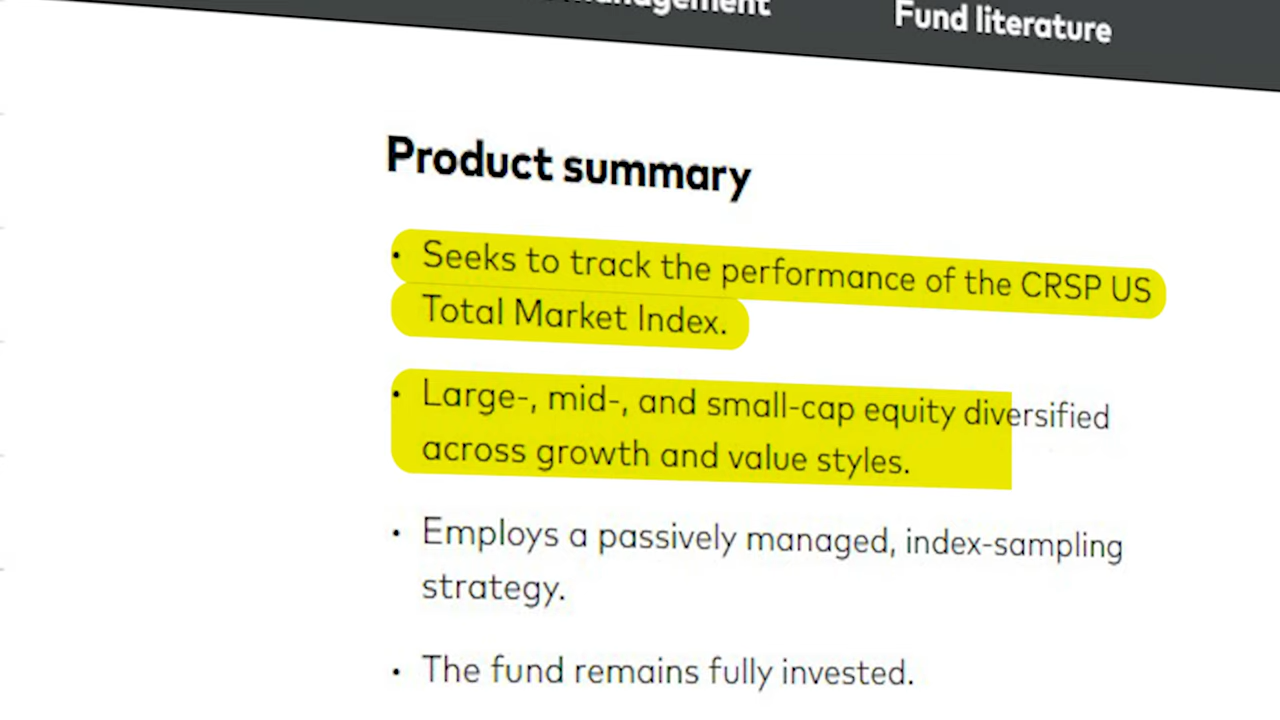 Fund literature
Product summary
• Seeks to track the performance of the CRSP US
Total Market Index.
• Large-, mid-, and small-cap equity diversified
across growth and value styles.
• Employs a passively managed, index-sampling
strategy.
• The fund remains fully invested.